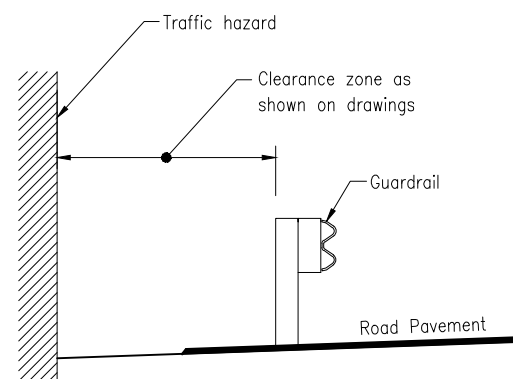 Traffic hazard
Clearance zone as
shown on drawings
Guardrail
Road Pavement